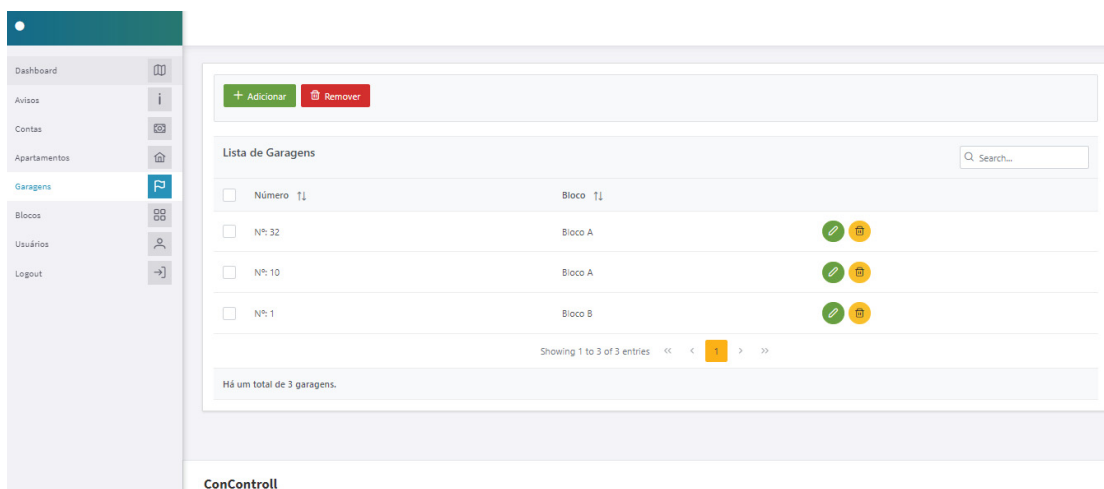 Dashboard
Avisos
Contas
Apartamentos
Garagens
Blocos
Usuários
Logout
Adicionar Remover
Lista de Garagens Search...
Número Bloco
Nº: 32 Bloco A
Nº: 10 Bloco A
Nº: 1 Bloco B
Showing 1 to 3 of 3 entries << < 1 > >>
Há um total de 3 garagens.
ConControll